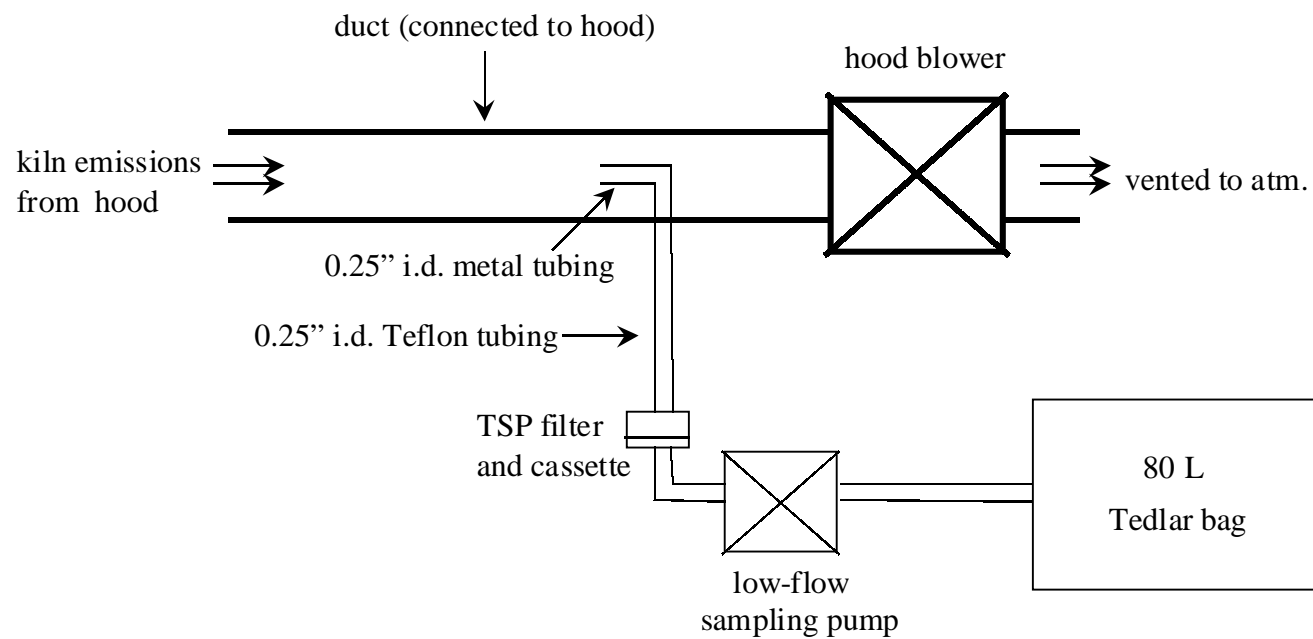 duct (connected to hood)
hood blower
kiln emissions
from hood
vented to atm.
0.25” i.d. metal tubing
0.25” i.d. Teflon tubing
TSP filter
and cassette
80 L
Tedlar bag
low-flow
sampling pump